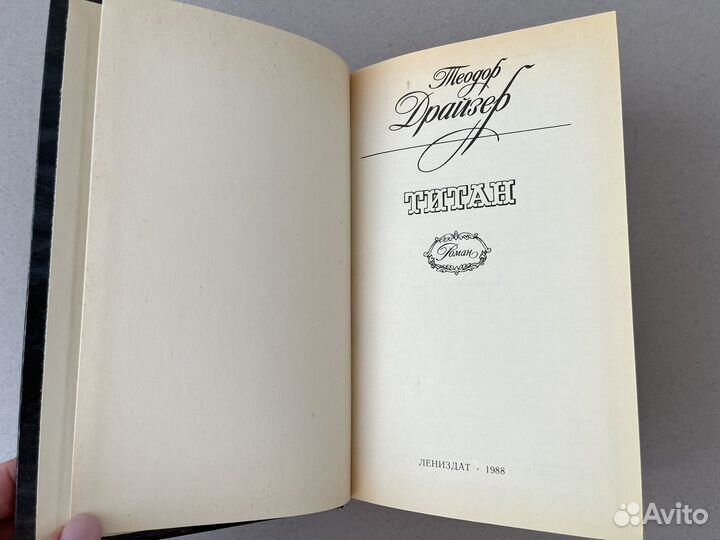 Теодор
Драйзер
ТИТАН
Роман
ЛЕНИЗДАТ · 1988
Avito